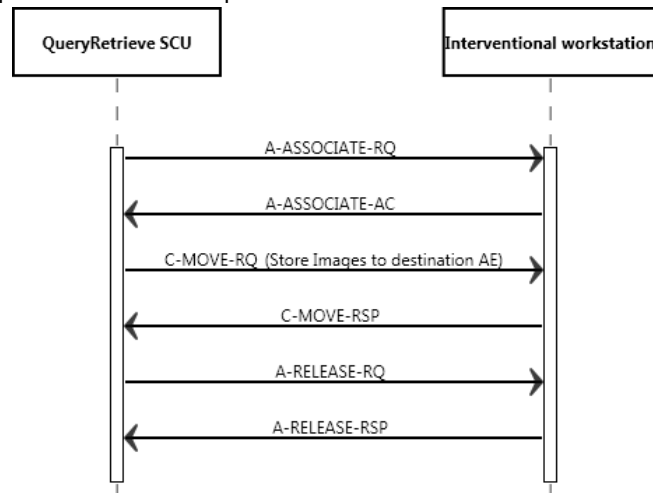 QueryRetrieve SCU
Interventional workstation
A-ASSOCIATE-RQ
A-ASSOCIATE-AC
C-MOVE-RQ (Store Images to destination AE)
C-MOVE-RSP
A-RELEASE-RQ
A-RELEASE-RSP